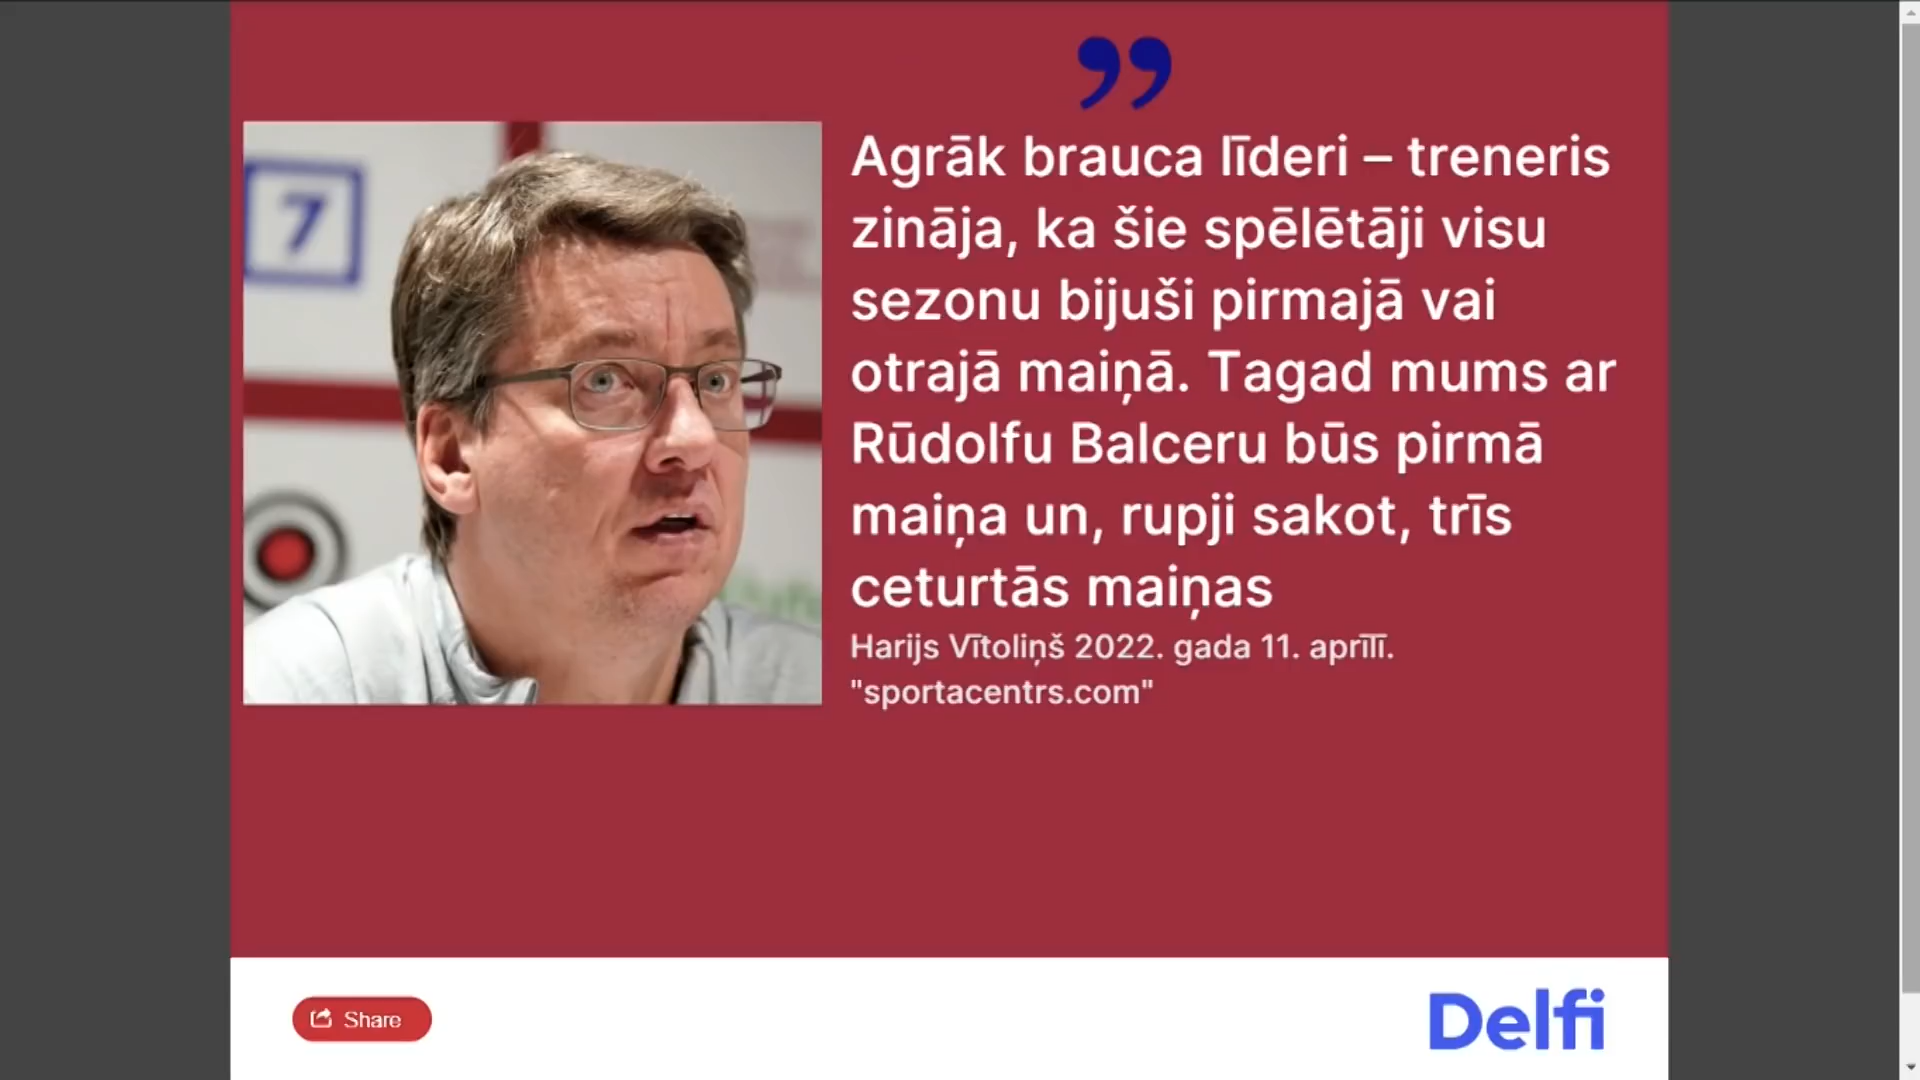 ”
7
Agrāk brauca līderi – treneris
zināja, ka šie spēlētāji visu
sezonu bijuši pirmajā vai
otrajā maiņā. Tagad mums ar
Rūdolfu Balceru būs pirmā
maiņa un, rupji sakot, trīs
ceturtās maiņas
Harijs Vītoliņš 2022. gada 11. aprīlī.
"sportacentrs.com"
Share
Delfi